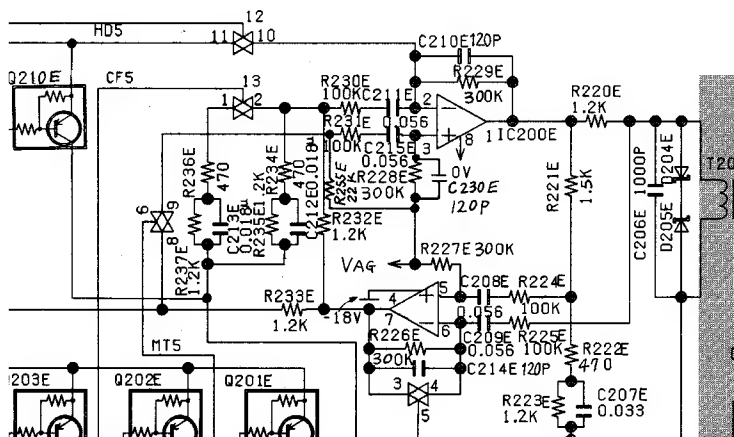 12
HD5
11
10
C210E 120P
Q210E
CF5
13
1
2
R230E
100K
C211E
0.056
R229E
300K
R231E
100K
C215E
0.056
2
3
1
IC200E
8
0V
R220E
1.2K
R228E
300K
C230E
120P
R236E
470
R234E
470
R237E
1.2K
C213E
0.018µ
R235E
1.2K
C212E
0.018µ
R232E
1.2K
6
9
8
R221E
1.5K
C206E
1000P
D204E
D205E
T20
R227E 300K
VAG
R233E
1.2K
-18V
4
5
7
6
C208E
0.056
R224E
100K
C209E
0.056
R225E
100K
R226E
300K
C214E 120P
MT5
3
4
5
R222E
470
R223E
1.2K
C207E
0.033
Q203E
Q202E
Q201E